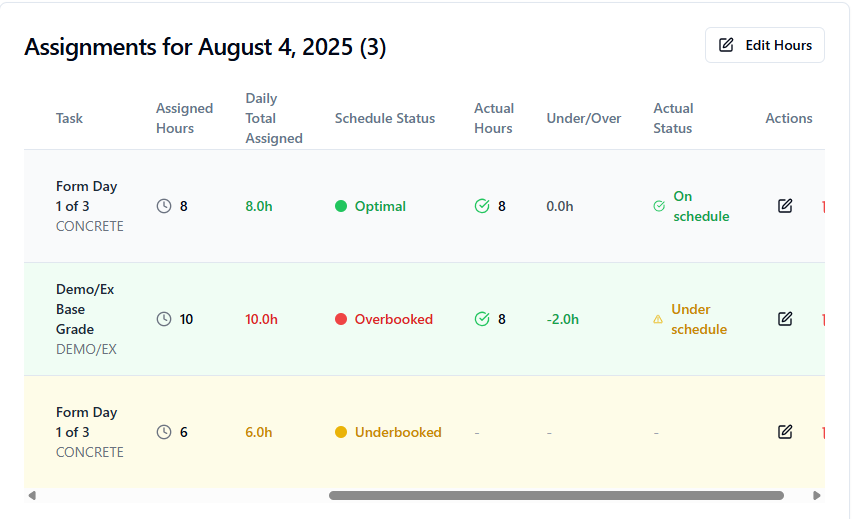 Assignments for August 4, 2025 (3)
Edit Hours
Task
Assigned
Hours
Daily
Total
Assigned
Schedule Status
Actual
Hours
Under/Over
Actual
Status
Actions
Form Day
1 of 3
CONCRETE
8
8.0h
Optimal
8
0.0h
On
schedule
Demo/Ex
Base
Grade
DEMO/EX
10
10.0h
Overbooked
8
-2.0h
Under
schedule
Form Day
1 of 3
CONCRETE
6
6.0h
Underbooked
-
-
-